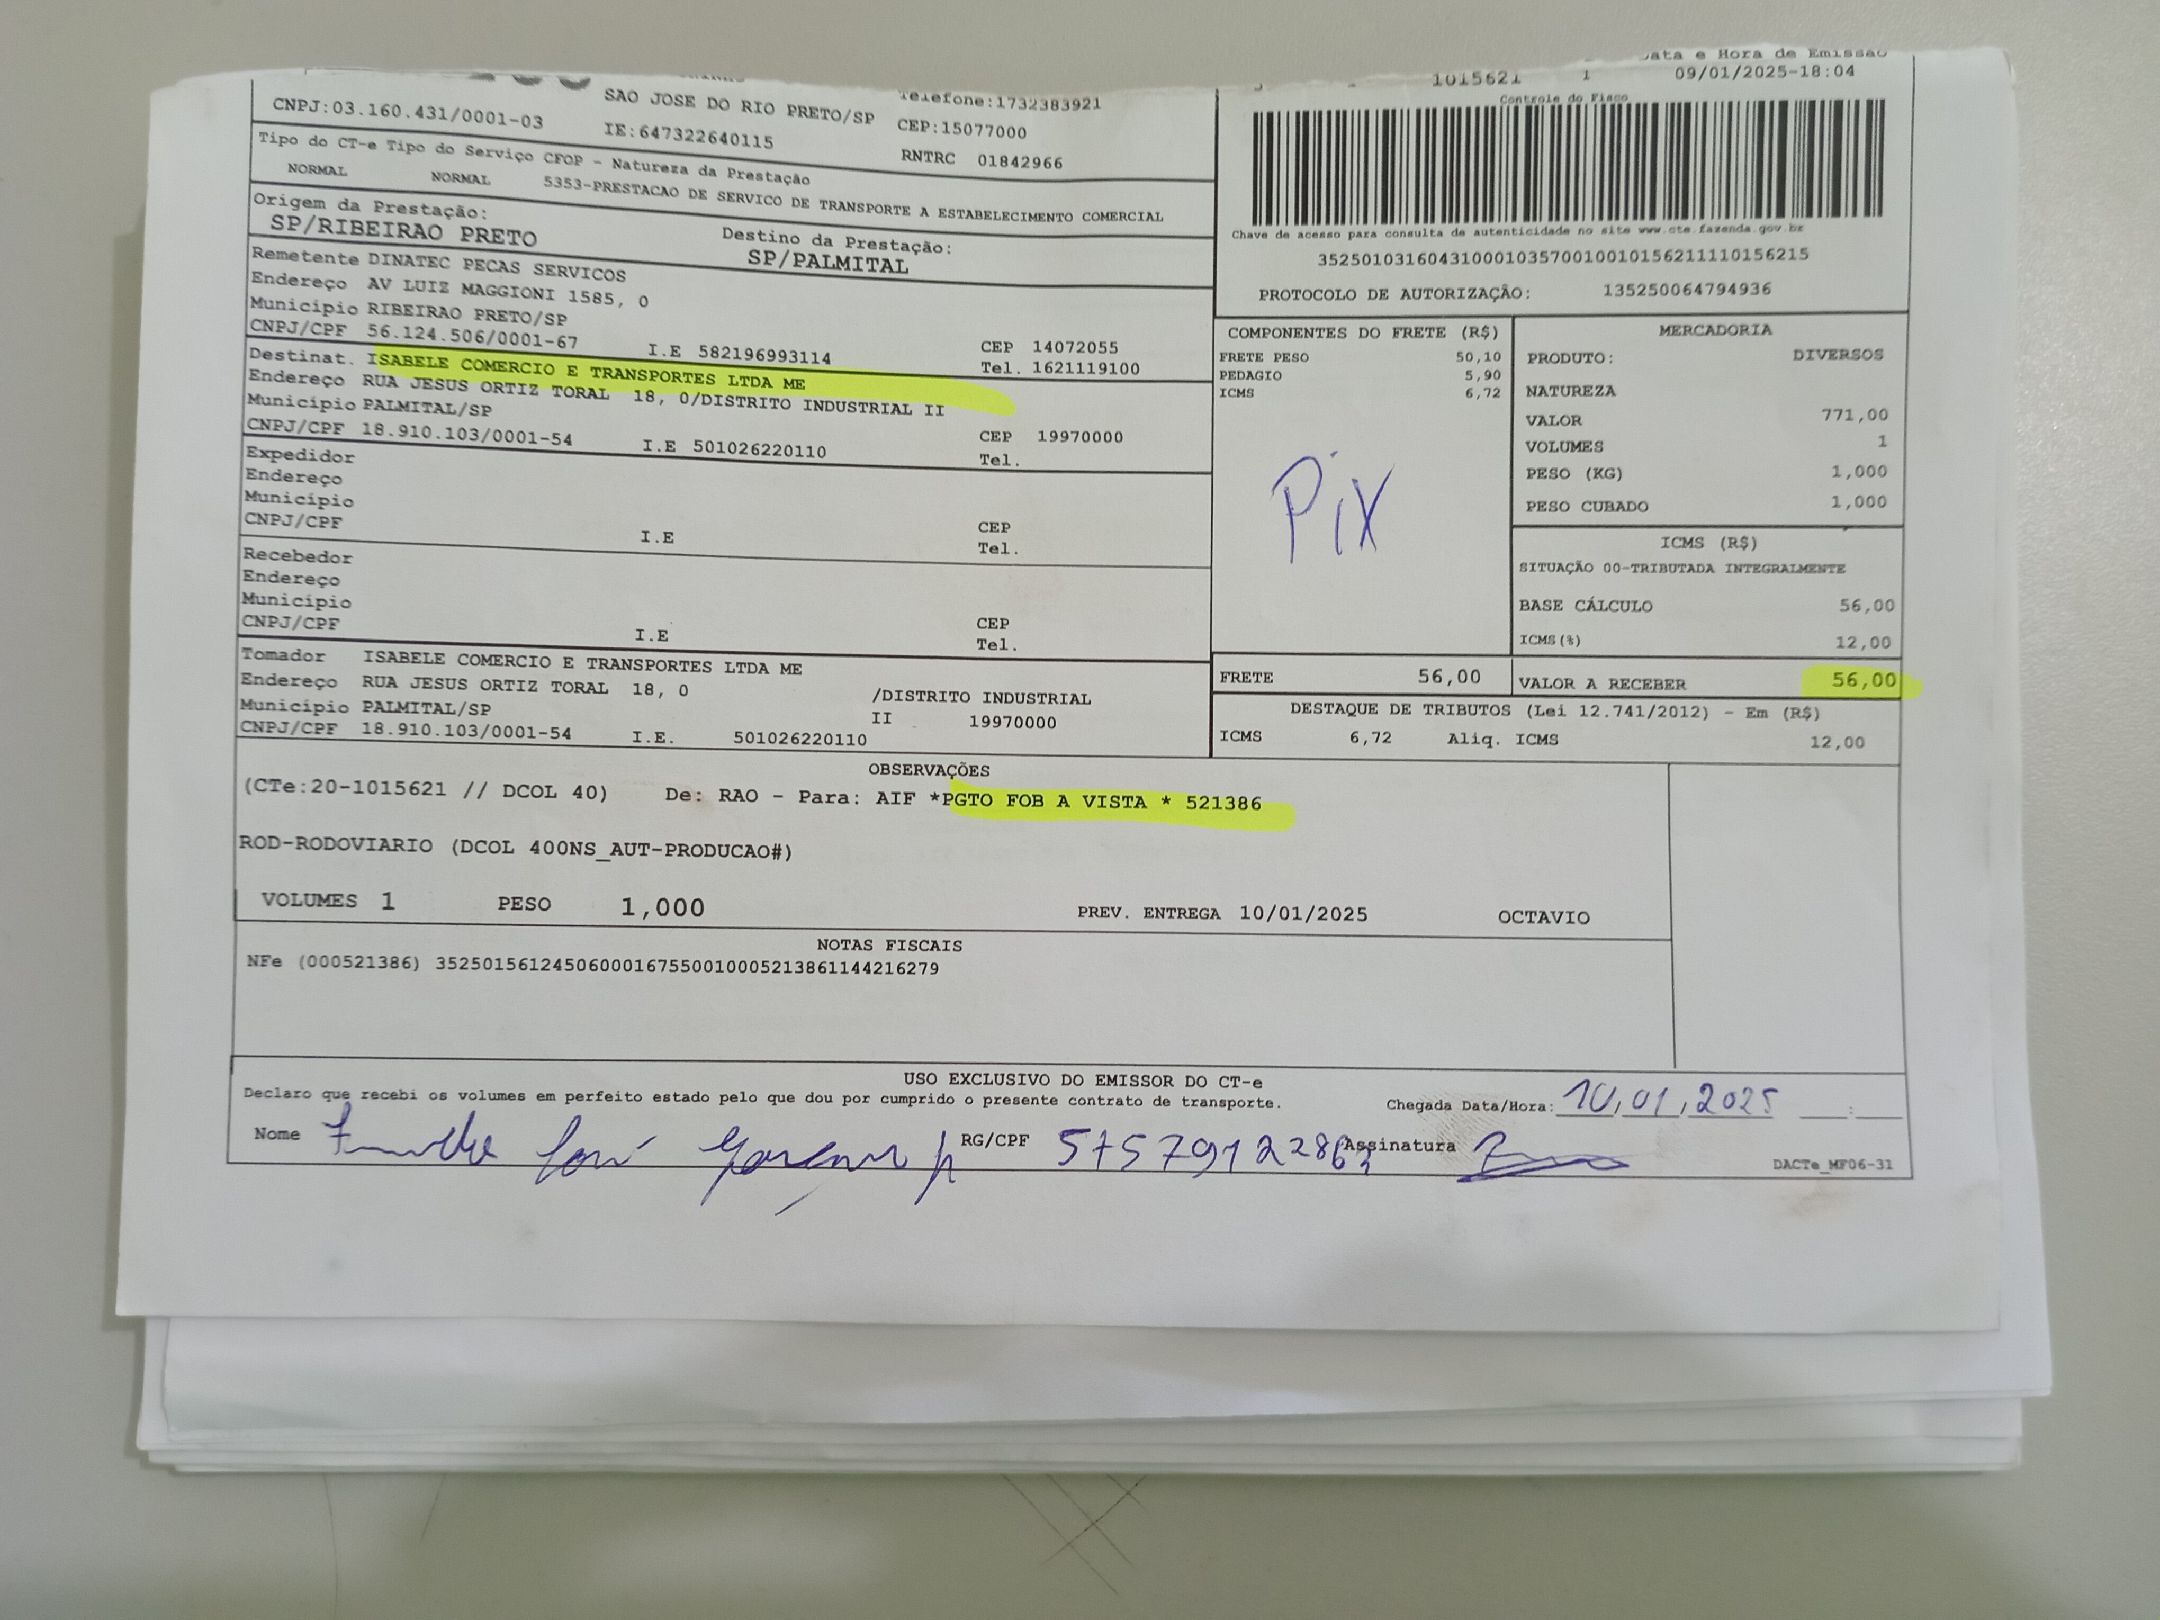 1015621 1 Data e Hora de Emissão
09/01/2025-18:04
SAO JOSE DO RIO PRETO/SP Telefone:1732383921
CNPJ:03.160.431/0001-03 IE:647322640115 CEP:15077000
RNTRC 01842966
Tipo do CT-e Tipo do Serviço CFOP - Natureza da Prestação
NORMAL NORMAL 5353-PRESTACAO DE SERVICO DE TRANSPORTE A ESTABELECIMENTO COMERCIAL
Origem da Prestação: Destino da Prestação:
SP/RIBEIRAO PRETO SP/PALMITAL
Controle do Fisco
Chave de acesso para consulta de autenticidade no site www.cte.fazenda.gov.br
35250103160431000103570010010156211110156215
PROTOCOLO DE AUTORIZAÇÃO: 135250064794936
Remetente DINATEC PECAS SERVICOS
Endereço AV LUIZ MAGGIONI 1585, 0
Município RIBEIRAO PRETO/SP CEP 14072055
CNPJ/CPF 56.124.506/0001-67 I.E 582196993114 Tel. 1621119100
Destinat. ISABELE COMERCIO E TRANSPORTES LTDA ME
Endereço RUA JESUS ORTIZ TORAL 18, 0/DISTRITO INDUSTRIAL II
Município PALMITAL/SP CEP 19970000
CNPJ/CPF 18.910.103/0001-54 I.E 501026220110 Tel.
Expedidor
Endereço
Município CEP
CNPJ/CPF I.E Tel.
Recebedor
Endereço
Município CEP
CNPJ/CPF I.E Tel.
Tomador ISABELE COMERCIO E TRANSPORTES LTDA ME
Endereço RUA JESUS ORTIZ TORAL 18, 0 /DISTRITO INDUSTRIAL
Município PALMITAL/SP II 19970000
CNPJ/CPF 18.910.103/0001-54 I.E. 501026220110
COMPONENTES DO FRETE (R$)
FRETE PESO 50,10
PEDAGIO 5,90
ICMS 6,72
Pix
MERCADORIA
PRODUTO: DIVERSOS
NATUREZA
VALOR 771,00
VOLUMES 1
PESO (KG) 1,000
PESO CUBADO 1,000
ICMS (R$)
SITUAÇÃO 00-TRIBUTADA INTEGRALMENTE
BASE CÁLCULO 56,00
ICMS(%) 12,00
FRETE 56,00 VALOR A RECEBER 56,00
DESTAQUE DE TRIBUTOS (Lei 12.741/2012) - Em (R$)
ICMS 6,72 Aliq. ICMS 12,00
OBSERVAÇÕES
(CTe:20-1015621 // DCOL 40) De: RAO - Para: AIF *PGTO FOB A VISTA * 521386
ROD-RODOVIARIO (DCOL 400NS_AUT-PRODUCAO#)
VOLUMES 1 PESO 1,000 PREV. ENTREGA 10/01/2025 OCTAVIO
NOTAS FISCAIS
NFe (000521386) 35250156124506000167550010005213861144216279
USO EXCLUSIVO DO EMISSOR DO CT-e
Declaro que recebi os volumes em perfeito estado pelo que dou por cumprido o presente contrato de transporte. Chegada Data/Hora: 10,01,2025 :
Nome RG/CPF Assinatura
DACTe_MF06-31